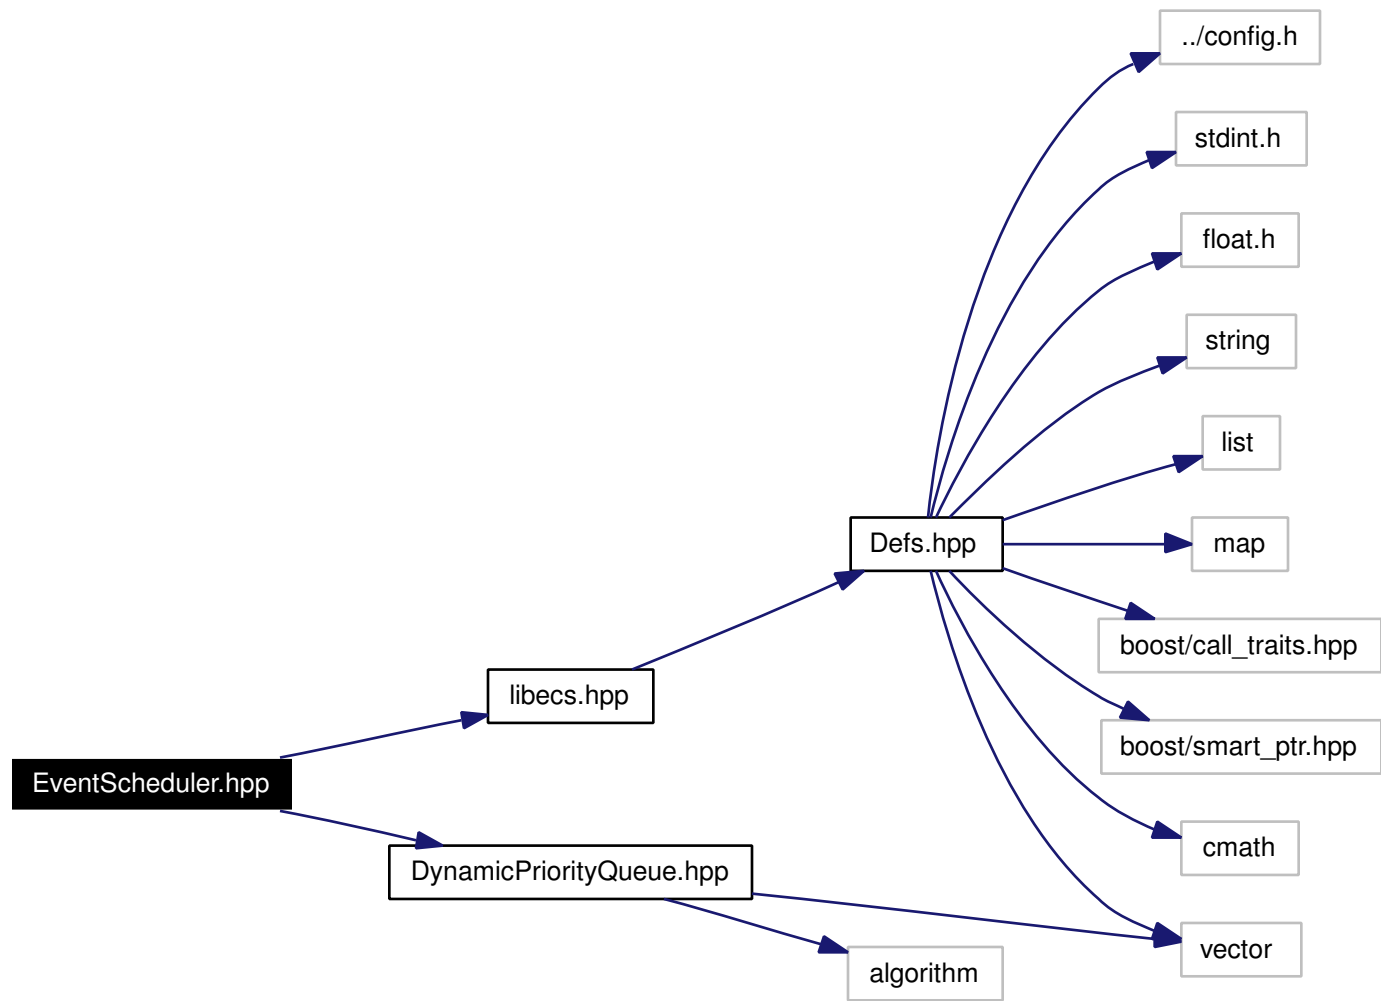 ../config.h
stdint.h
float.h
string
list
Defs.hpp
map
boost/call_traits.hpp
libecs.hpp
boost/smart_ptr.hpp
EventScheduler.hpp
cmath
DynamicPriorityQueue.hpp
vector
algorithm